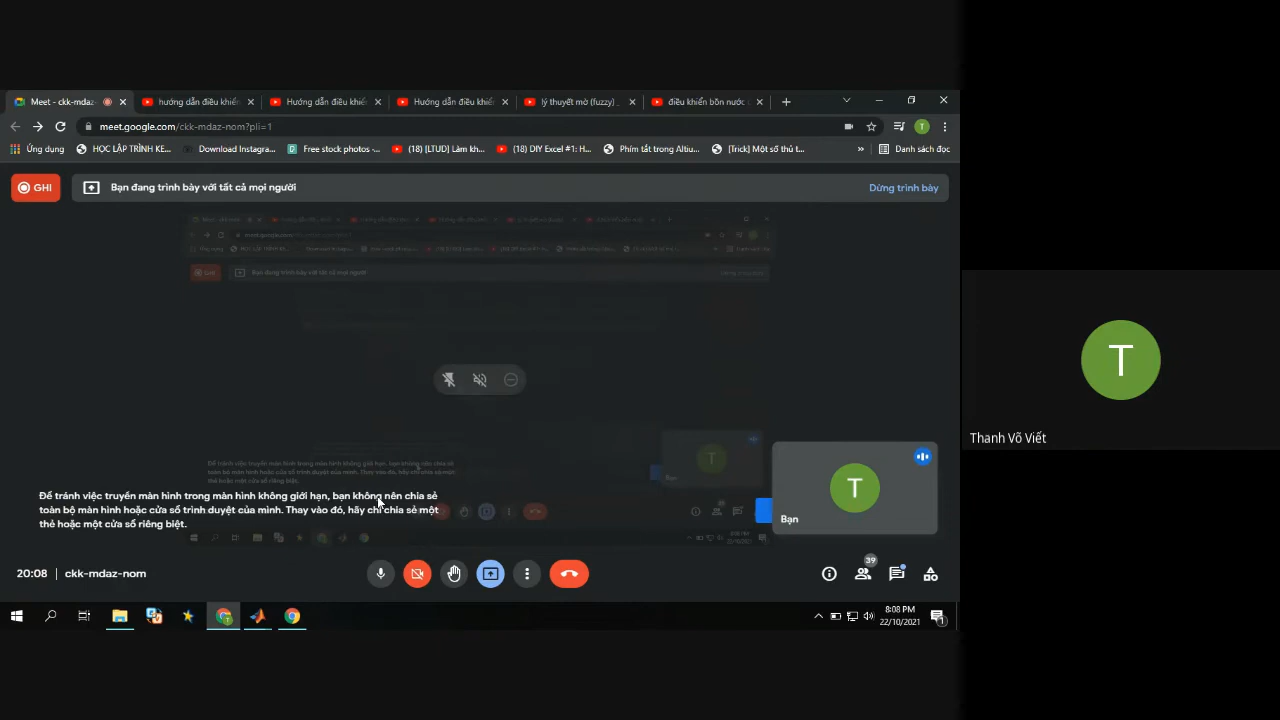 Meet - ckk-mdaz-
hướng dẫn điều khiển
Hướng dẫn điều khiể
Hướng dẫn điều khiể
lý thuyết mờ (fuzzy) _
điều khiển bồn nước
meet.google.com/ckk-mdaz-nom?pli=1
T
Ứng dụng
HỌC LẬP TRÌNH KE...
Download Instagra...
Free stock photos -...
(18) [LTUD] Làm kh...
(18) DIY Excel #1: H...
Phím tắt trong Altiu...
[Trick] Một số thủ t...
»
Danh sách đọc
GHI
Bạn đang trình bày với tất cả mọi người
Dừng trình bày
T
Thanh Võ Viết
T
Bạn
Để tránh việc truyền màn hình trong màn hình không giới hạn, bạn không nên chia sẻ
toàn bộ màn hình hoặc cửa sổ trình duyệt của mình. Thay vào đó, hãy chỉ chia sẻ một
thẻ hoặc một cửa sổ riêng biệt.
20:08 | ckk-mdaz-nom
39
8:08 PM
22/10/2021
1